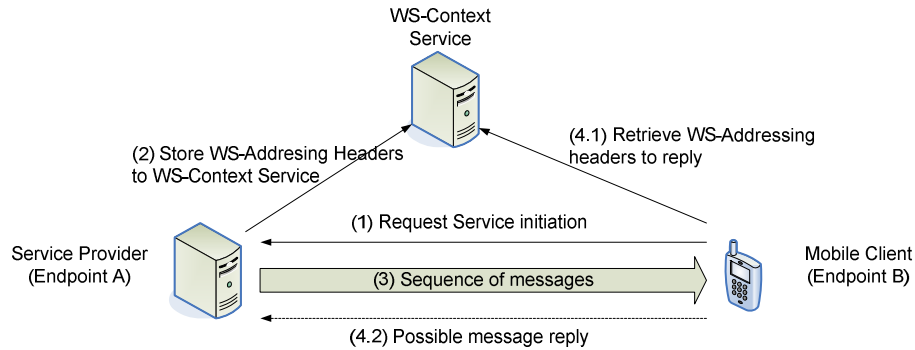 WS-Context
Service
(2) Store WS-Addresing Headers
to WS-Context Service
(4.1) Retrieve WS-Addressing
headers to reply
(1) Request Service initiation
Service Provider
(Endpoint A)
(3) Sequence of messages
Mobile Client
(Endpoint B)
(4.2) Possible message reply